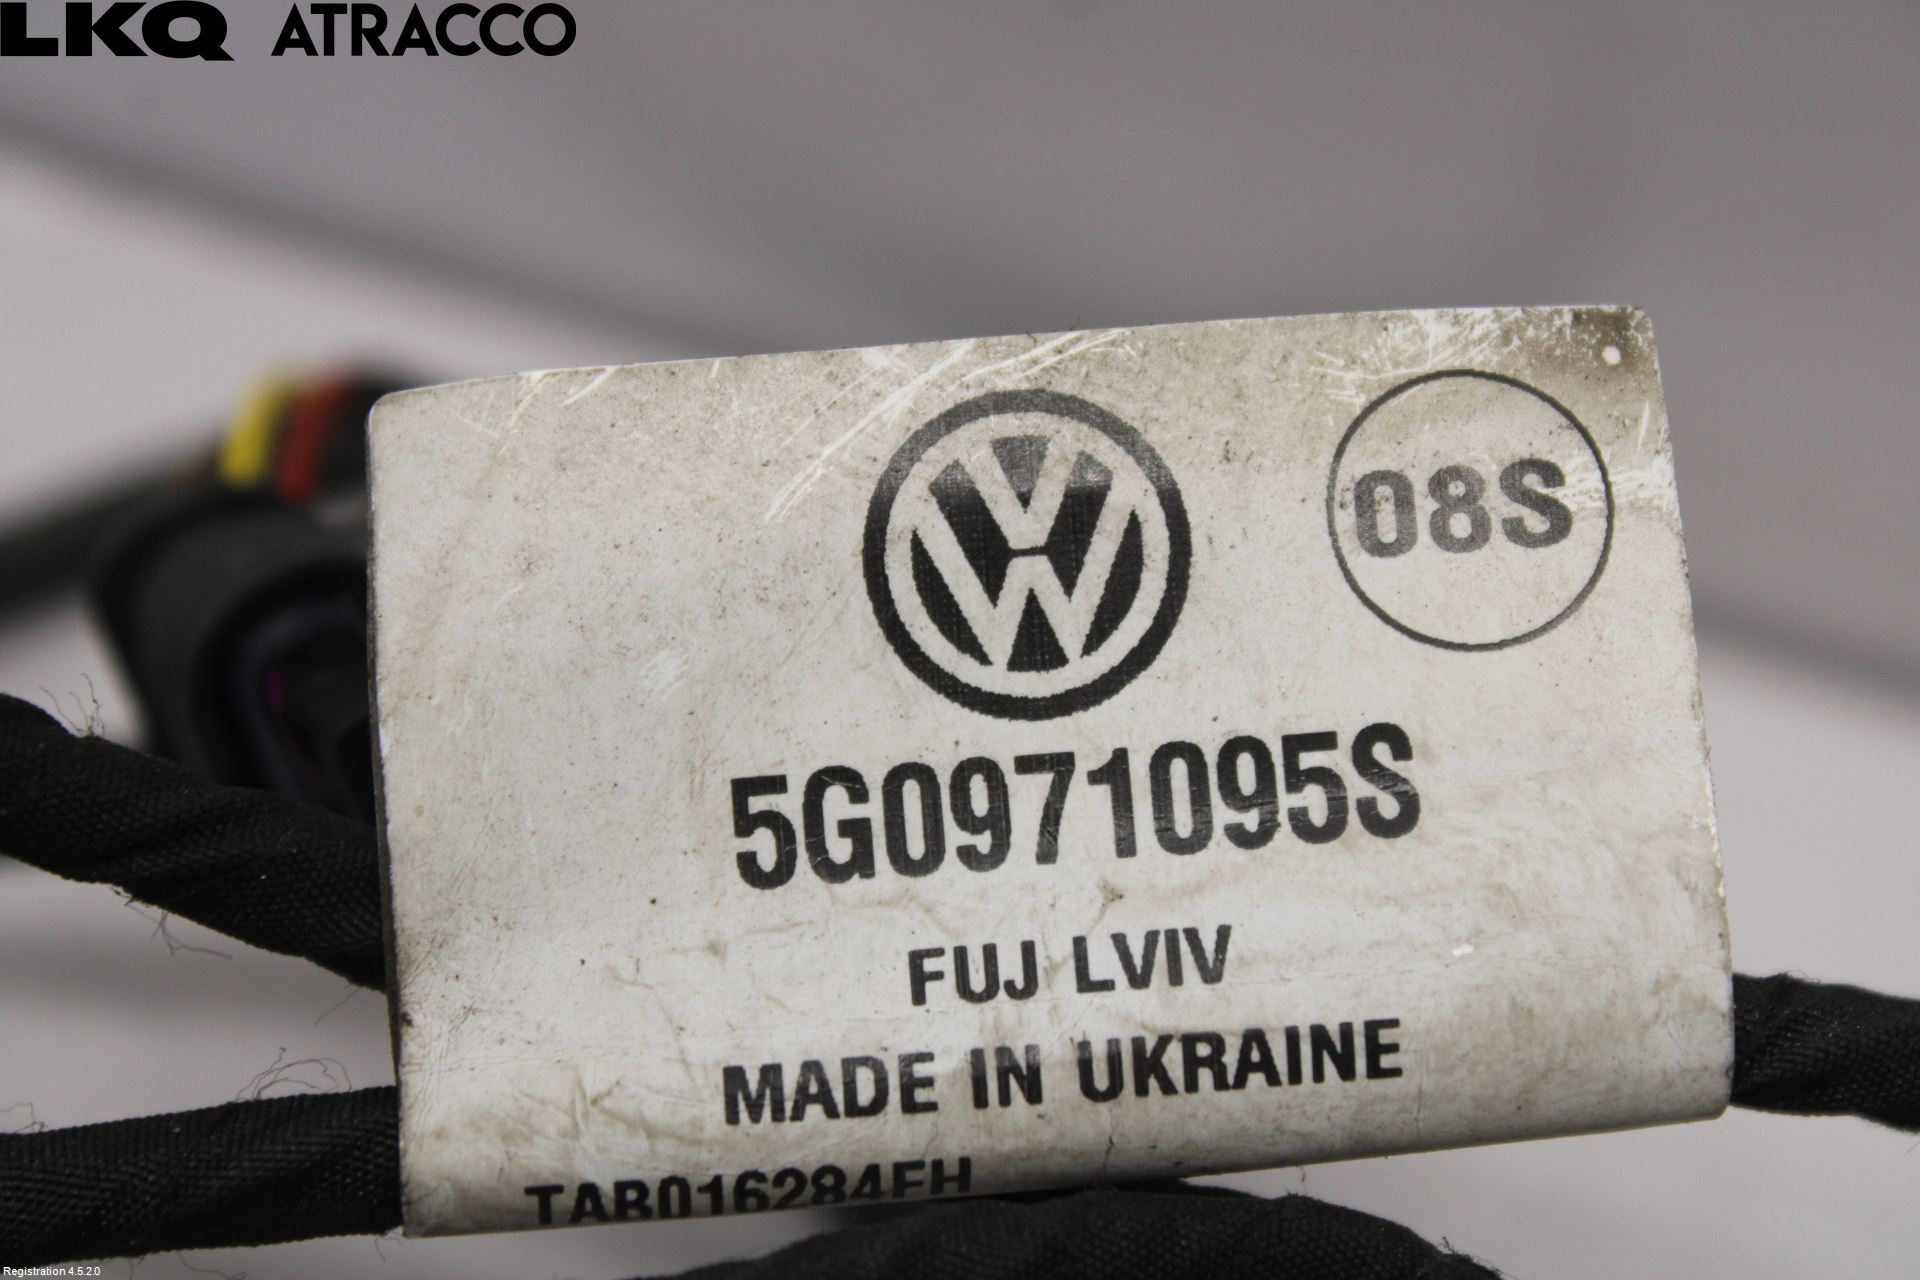 LKQ ATRACCO
08S
5G0971095S
FUJ LVIV
MADE IN UKRAINE
Registration 4.5.2.0